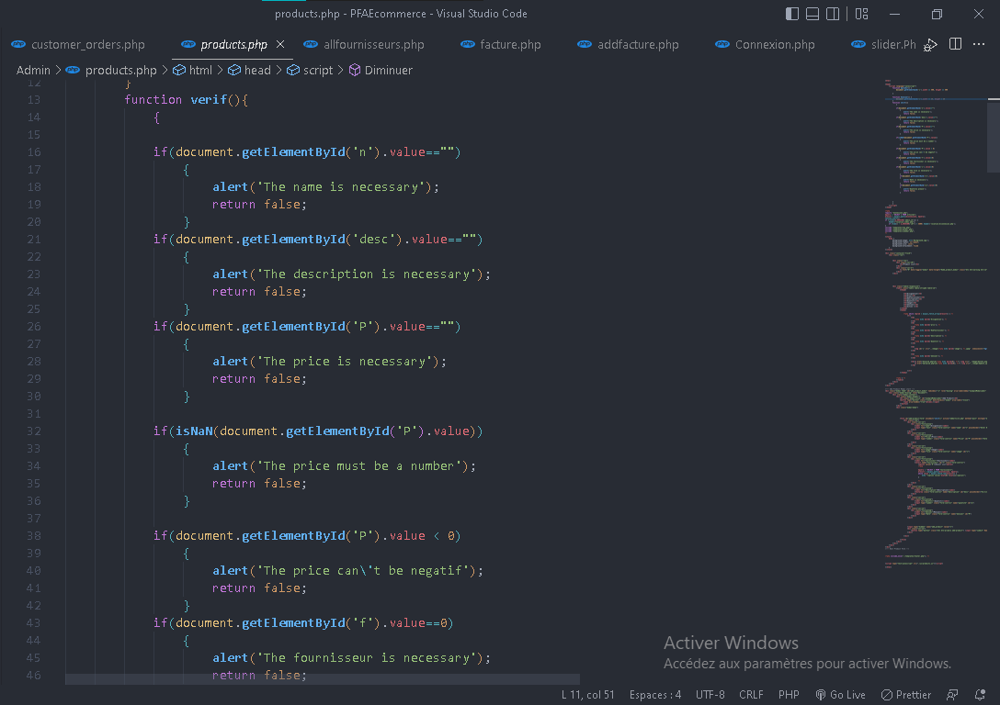 products.php - PFAEcommerce - Visual Studio Code
customer_orders.php products.php allfournisseurs.php facture.php addfacture.php Connexion.php slider.Ph
Admin > products.php > html > head > script > Diminuer
12 }
13 function verif(){
14 {
15
16 if(document.getElementById('n').value=="")
17 {
18 alert('The name is necessary');
19 return false;
20 }
21 if(document.getElementById('desc').value=="")
22 {
23 alert('The description is necessary');
24 return false;
25 }
26 if(document.getElementById('P').value=="")
27 {
28 alert('The price is necessary');
29 return false;
30 }
31
32 if(isNaN(document.getElementById('P').value))
33 {
34 alert('The price must be a number');
35 return false;
36 }
37
38 if(document.getElementById('P').value < 0)
39 {
40 alert('The price can\'t be negatif');
41 return false;
42 }
43 if(document.getElementById('f').value==0)
44 {
45 alert('The fournisseur is necessary');
46 return false;
Activer Windows
Accédez aux paramètres pour activer Windows.
L 11, col 51 Espaces : 4 UTF-8 CRLF PHP Go Live Prettier